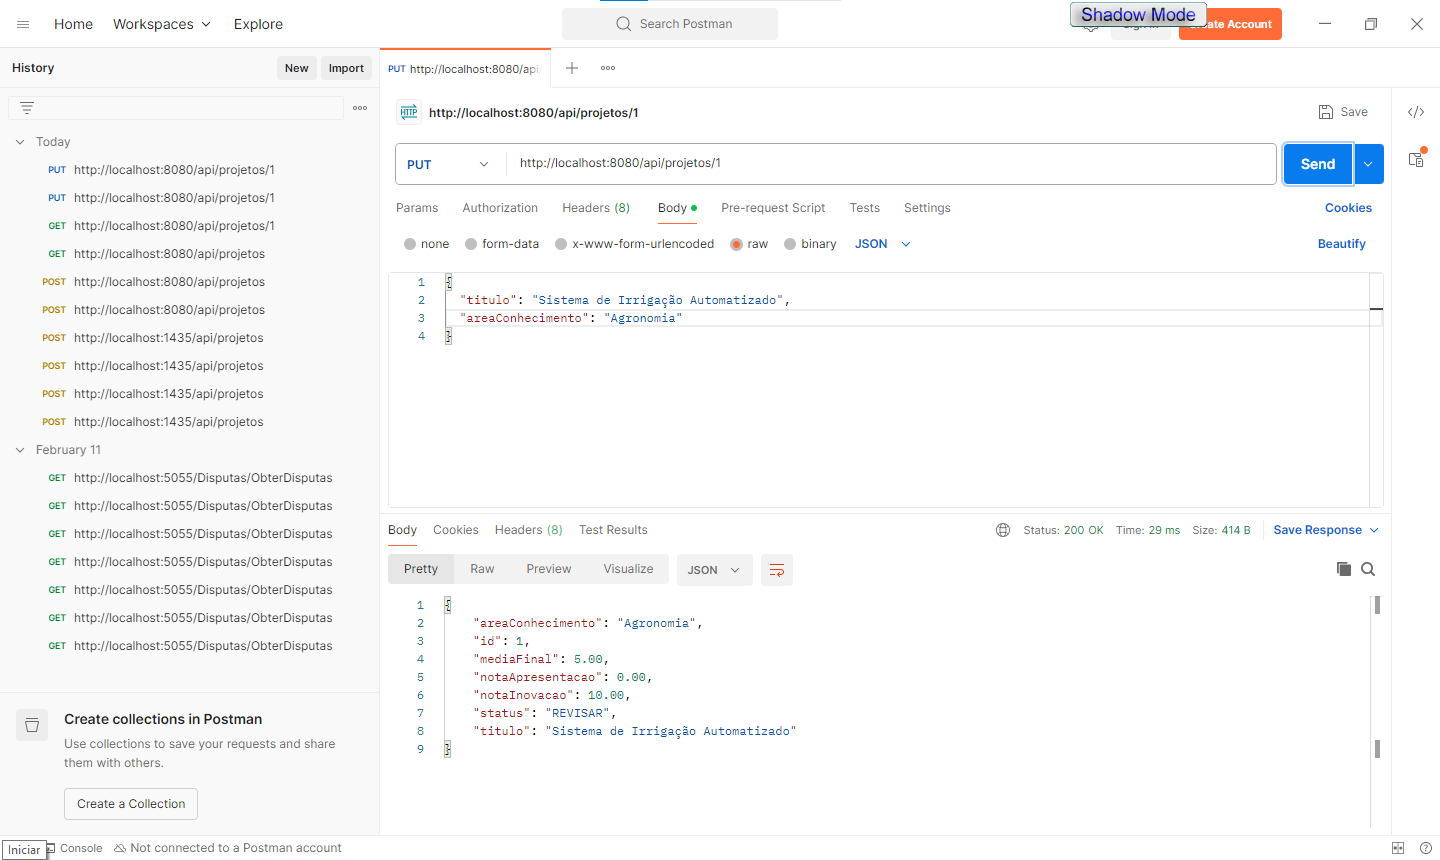 Home Workspaces Explore
Search Postman
Shadow Mode
Create Account
History New Import
PUT http://localhost:8080/api/
http://localhost:8080/api/projetos/1
Save
Today
PUT http://localhost:8080/api/projetos/1
PUT http://localhost:8080/api/projetos/1
GET http://localhost:8080/api/projetos/1
GET http://localhost:8080/api/projetos
POST http://localhost:8080/api/projetos
POST http://localhost:8080/api/projetos
POST http://localhost:1435/api/projetos
POST http://localhost:1435/api/projetos
POST http://localhost:1435/api/projetos
POST http://localhost:1435/api/projetos
February 11
GET http://localhost:5055/Disputas/ObterDisputas
GET http://localhost:5055/Disputas/ObterDisputas
GET http://localhost:5055/Disputas/ObterDisputas
GET http://localhost:5055/Disputas/ObterDisputas
GET http://localhost:5055/Disputas/ObterDisputas
GET http://localhost:5055/Disputas/ObterDisputas
GET http://localhost:5055/Disputas/ObterDisputas
Create collections in Postman
Use collections to save your requests and share
them with others.
Create a Collection
HTTP
PUT http://localhost:8080/api/projetos/1 Send
Params Authorization Headers (8) Body Pre-request Script Tests Settings Cookies
none form-data x-www-form-urlencoded raw binary JSON Beautify
1 {
2 "titulo": "Sistema de Irrigação Automatizado",
3 "areaConhecimento": "Agronomia"
4 }
Body Cookies Headers (8) Test Results Status: 200 OK Time: 29 ms Size: 414 B Save Response
Pretty Raw Preview Visualize JSON
1 {
2 "areaConhecimento": "Agronomia",
3 "id": 1,
4 "mediaFinal": 5.00,
5 "notaApresentacao": 0.00,
6 "notaInovacao": 10.00,
7 "status": "REVISAR",
8 "titulo": "Sistema de Irrigação Automatizado"
9 }
Iniciar Console Not connected to a Postman account